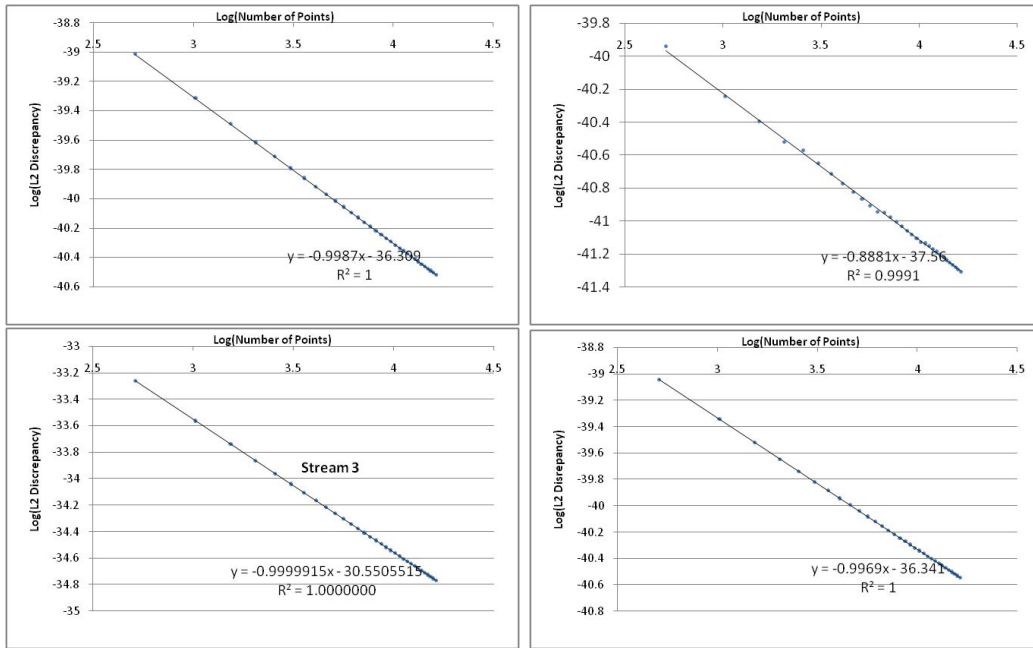 Log(Number of Points)
-38.8
2.5 3 3.5 4 4.5
-39
-39.2
-39.4
-39.6
-39.8
-40
-40.2
-40.4
-40.6
Log(L2 Discrepancy)
y = -0.9987x - 36.309
R² = 1
Log(Number of Points)
-39.8
2.5 3 3.5 4 4.5
-40
-40.2
-40.4
-40.6
-40.8
-41
-41.2
-41.4
Log(L2 Discrepancy)
y = -0.8881x - 37.56
R² = 0.9991
Log(Number of Points)
-33
2.5 3 3.5 4 4.5
-33.2
-33.4
-33.6
-33.8
-34
-34.2
-34.4
-34.6
-34.8
-35
Log(L2 Discrepancy)
Stream 3
y = -0.9999915x - 30.5505515
R² = 1.0000000
Log(Number of Points)
-38.8
2.5 3 3.5 4 4.5
-39
-39.2
-39.4
-39.6
-39.8
-40
-40.2
-40.4
-40.6
-40.8
Log(L2 Discrepancy)
y = -0.9969x - 36.341
R² = 1